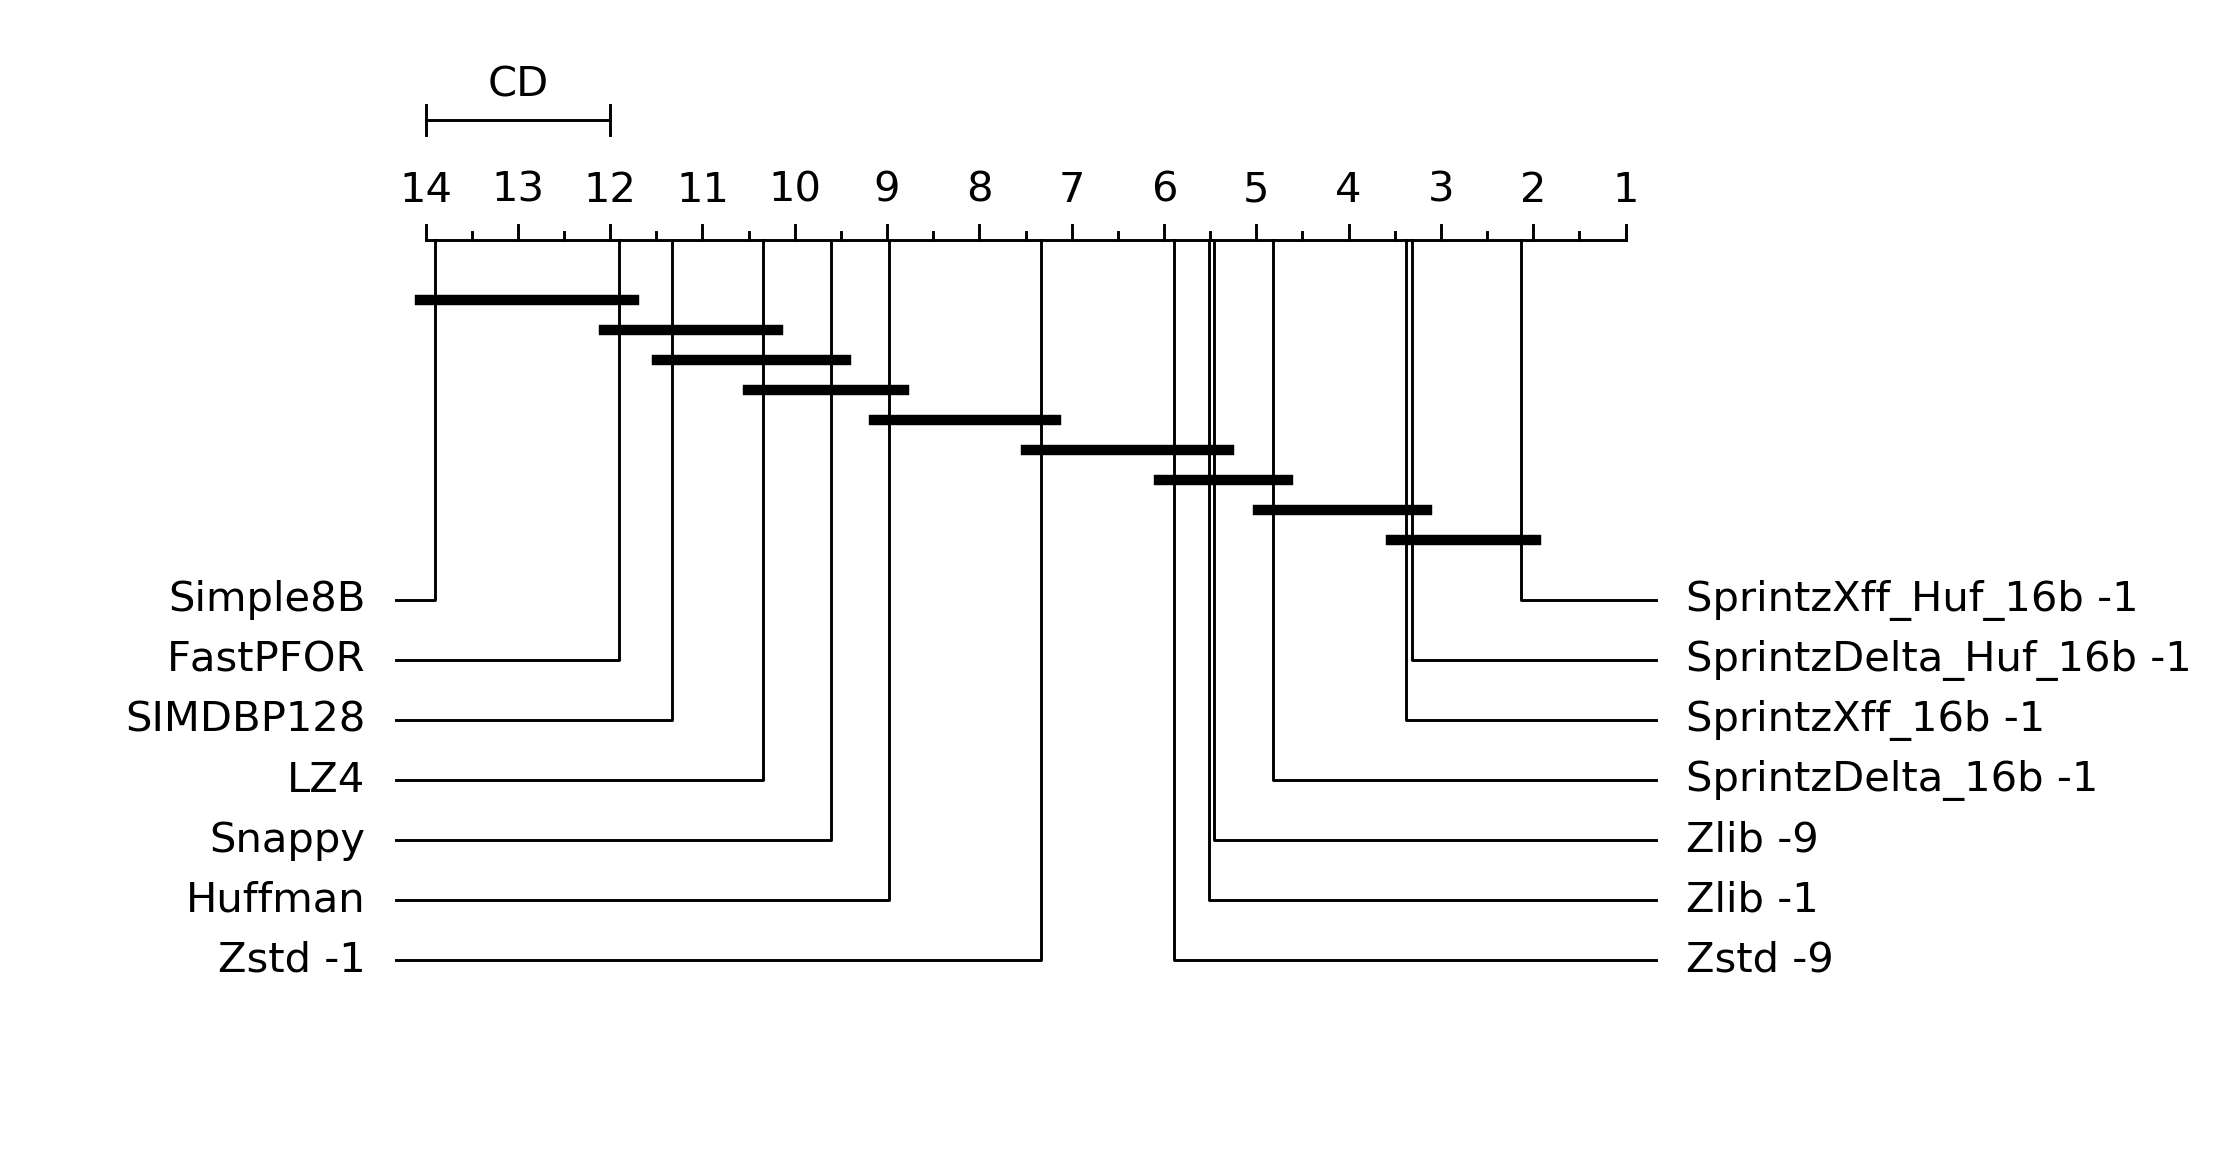 CD
14 13 12 11 10 9 8 7 6 5 4 3 2 1
Simple8B
FastPFOR
SIMDBP128
LZ4
Snappy
Huffman
Zstd -1
SprintzXff_Huf_16b -1
SprintzDelta_Huf_16b -1
SprintzXff_16b -1
SprintzDelta_16b -1
Zlib -9
Zlib -1
Zstd -9